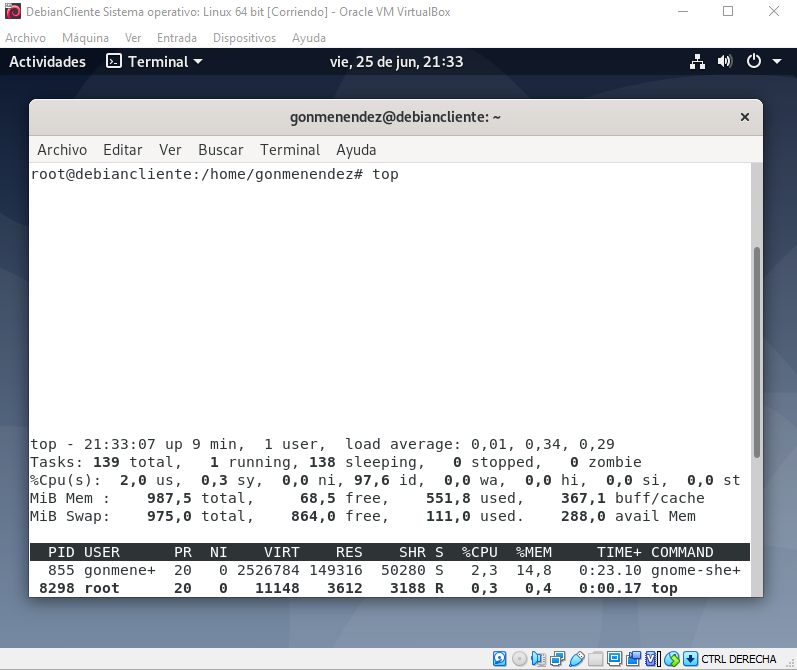 DebianCliente Sistema operativo: Linux 64 bit [Corriendo] - Oracle VM VirtualBox
Archivo Máquina Ver Entrada Dispositivos Ayuda
Actividades Terminal vie, 25 de jun, 21:33
gonmenendez@debiancliente: ~
Archivo Editar Ver Buscar Terminal Ayuda
root@debiancliente:/home/gonmenendez# top
top - 21:33:07 up 9 min,  1 user,  load average: 0,01, 0,34, 0,29
Tasks: 139 total,   1 running, 138 sleeping,   0 stopped,   0 zombie
%Cpu(s):  2,0 us,  0,3 sy,  0,0 ni, 97,6 id,  0,0 wa,  0,0 hi,  0,0 si,  0,0 st
MiB Mem :    987,5 total,     68,5 free,    551,8 used,    367,1 buff/cache
MiB Swap:    975,0 total,    864,0 free,    111,0 used.    288,0 avail Mem
PID USER      PR  NI    VIRT    RES    SHR S  %CPU  %MEM     TIME+ COMMAND
855 gonmene+  20   0 2526784 149316  50280 S   2,3  14,8   0:23.10 gnome-she+
8298 root      20   0   11148   3612   3188 R   0,3   0,4   0:00.17 top
CTRL DERECHA